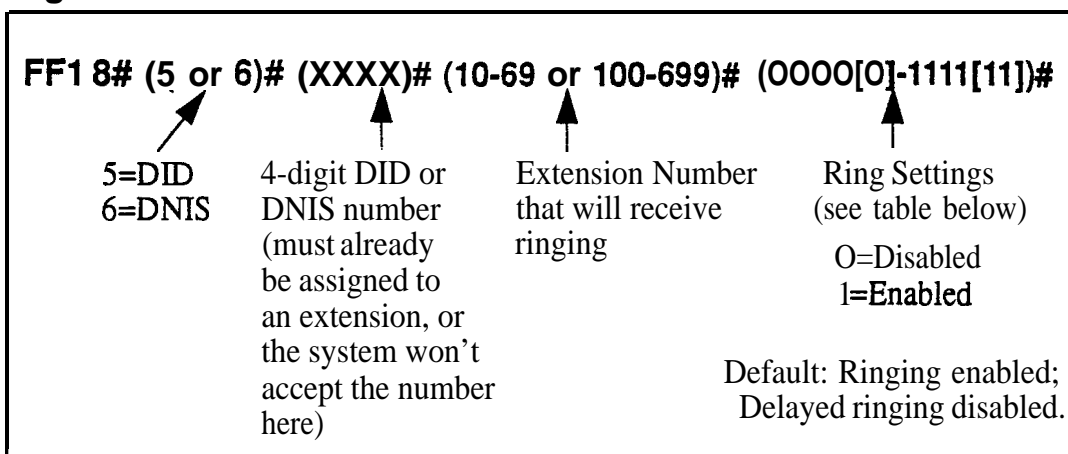 FF1 8# (5 or 6)# (XXXX)# (10-69 or 100-699)# (OOOO[O]-1111[11])#
5=DID
6=DNIS
4-digit DID or
DNIS number
(must already
be assigned to
an extension, or
the system won't
accept the number
here)
Extension Number
that will receive
ringing
Ring Settings
(see table below)
O=Disabled
1=Enabled
Default: Ringing enabled;
Delayed ringing disabled.